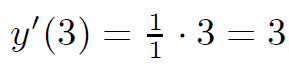 y′(3) = 1/1 · 3 = 3